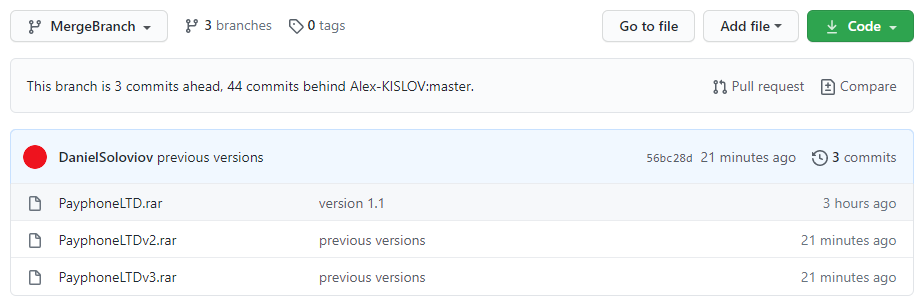 MergeBranch 3 branches 0 tags Go to file Add file Code
This branch is 3 commits ahead, 44 commits behind Alex-KISLOV:master. Pull request Compare
DanielSoloviov previous versions 56bc28d 21 minutes ago 3 commits
PayphoneLTD.rar version 1.1 3 hours ago
PayphoneLTDv2.rar previous versions 21 minutes ago
PayphoneLTDv3.rar previous versions 21 minutes ago